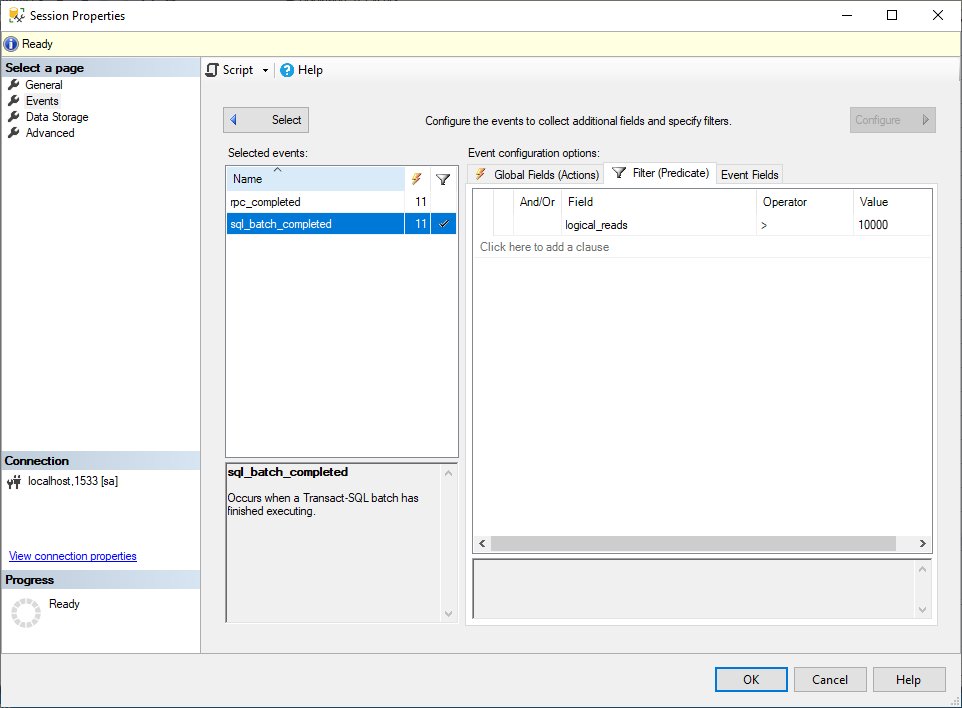 Session Properties
Ready
Select a page
General
Events
Data Storage
Advanced
Script
Help
Select
Configure the events to collect additional fields and specify filters.
Configure
Selected events:
Name
rpc_completed 11
sql_batch_completed 11
sql_batch_completed
Occurs when a Transact-SQL batch has
finished executing.
Event configuration options:
Global Fields (Actions) Filter (Predicate) Event Fields
And/Or Field Operator Value
logical_reads > 10000
Click here to add a clause
Connection
localhost,1533 [sa]
View connection properties
Progress
Ready
OK Cancel Help